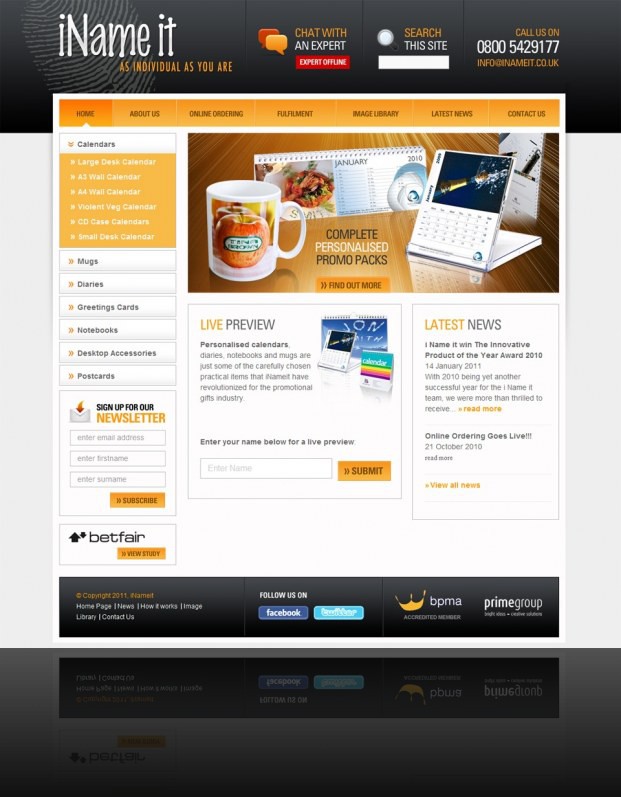 iName it
AS INDIVIDUAL AS YOU ARE
CHAT WITH
AN EXPERT
EXPERT OFFLINE
SEARCH
THIS SITE
CALL US ON
0800 5429177
INFO@INAMEIT.CO.UK
HOME
ABOUT US
ONLINE ORDERING
FULFILMENT
IMAGE LIBRARY
LATEST NEWS
CONTACT US
» Calendars
» Large Desk Calendar
» A3 Wall Calendar
» A4 Wall Calendar
» Violent Veg Calendar
» CD Case Calendars
» Small Desk Calendar
» Mugs
» Diaries
» Greetings Cards
» Notebooks
» Desktop Accessories
» Postcards
SIGN UP FOR OUR
NEWSLETTER
enter email address
enter firstname
enter surname
» SUBSCRIBE
betfair
» VIEW STUDY
JANUARY
2010
January
2010
COMPLETE
PERSONALISED
PROMO PACKS
» FIND OUT MORE
LIVE PREVIEW
Personalised calendars,
diaries, notebooks and mugs are
just some of the carefully chosen
practical items that iNameit have
revolutionized for the promotional
gifts industry.
calendar
Enter your name below for a live preview:
Enter Name
» SUBMIT
LATEST NEWS
i Name it win The Innovative
Product of the Year Award 2010
14 January 2011
With 2010 being yet another
successful year for the i Name it
team, we were more than thrilled to
receive... » read more
Online Ordering Goes Live!!!
21 October 2010
read more
» View all news
© Copyright 2011, iNameit
Home Page | News | How it works | Image
Library | Contact Us
FOLLOW US ON
facebook
twitter
bpma
ACCREDITED MEMBER
primegroup
bright ideas + creative solutions